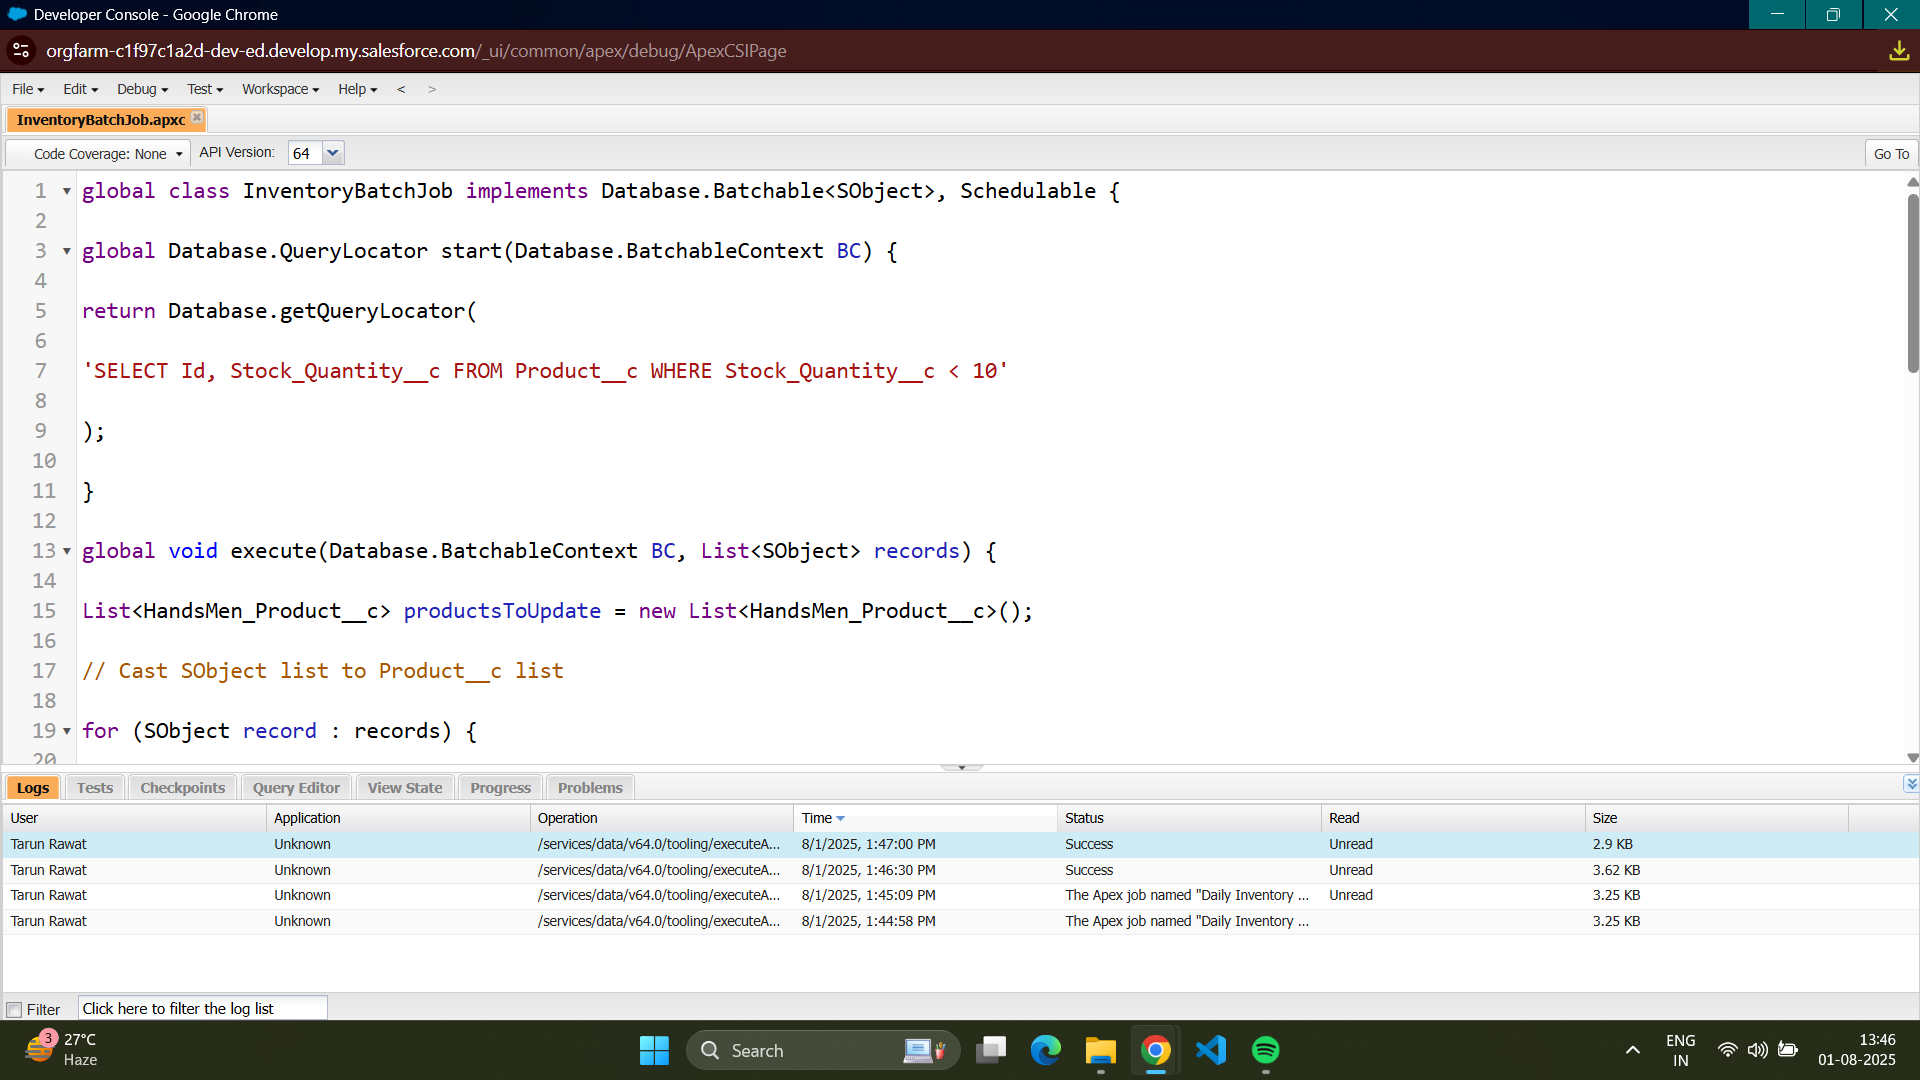 Developer Console - Google Chrome
orgfarm-c1f97c1a2d-dev-ed.develop.my.salesforce.com/_ui/common/apex/debug/ApexCSIPage
File Edit Debug Test Workspace Help < >
InventoryBatchJob.apxc
Code Coverage: None API Version: 64 Go To
1 global class InventoryBatchJob implements Database.Batchable<SObject>, Schedulable {
2
3 global Database.QueryLocator start(Database.BatchableContext BC) {
4
5 return Database.getQueryLocator(
6
7 'SELECT Id, Stock_Quantity__c FROM Product__c WHERE Stock_Quantity__c < 10'
8
9 );
10
11 }
12
13 global void execute(Database.BatchableContext BC, List<SObject> records) {
14
15 List<HandsMen_Product__c> productsToUpdate = new List<HandsMen_Product__c>();
16
17 // Cast SObject list to Product__c list
18
19 for (SObject record : records) {
20
Logs Tests Checkpoints Query Editor View State Progress Problems
User Application Operation Time Status Read Size
Tarun Rawat Unknown /services/data/v64.0/tooling/executeA... 8/1/2025, 1:47:00 PM Success Unread 2.9 KB
Tarun Rawat Unknown /services/data/v64.0/tooling/executeA... 8/1/2025, 1:46:30 PM Success Unread 3.62 KB
Tarun Rawat Unknown /services/data/v64.0/tooling/executeA... 8/1/2025, 1:45:09 PM The Apex job named "Daily Inventory ... Unread 3.25 KB
Tarun Rawat Unknown /services/data/v64.0/tooling/executeA... 8/1/2025, 1:44:58 PM The Apex job named "Daily Inventory ... 3.25 KB
Filter Click here to filter the log list
3 27°C
Haze
Search
ENG
IN
13:46
01-08-2025